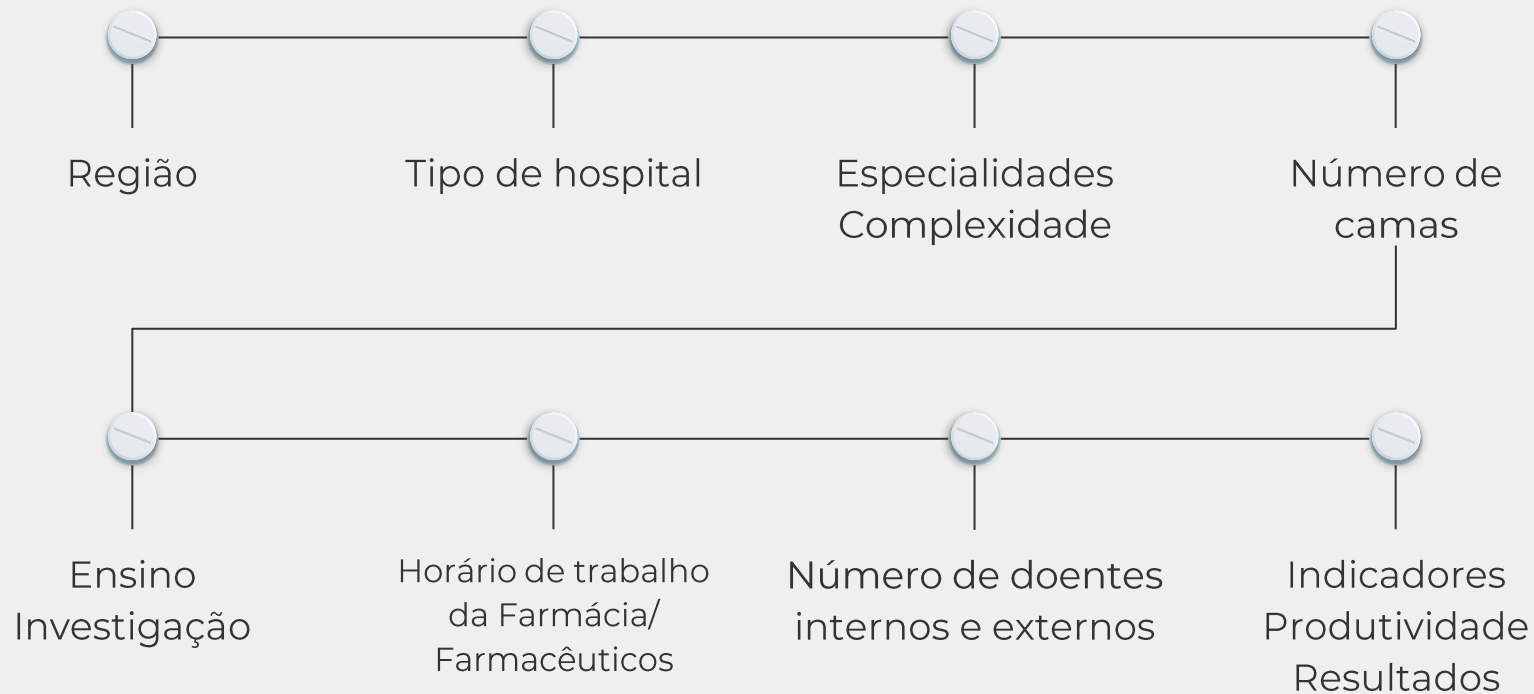 Região
Tipo de hospital
Especialidades
Complexidade
Número de
camas
Ensino
Investigação
Horário de trabalho
da Farmácia/
Farmacêuticos
Número de doentes
internos e externos
Indicadores
Produtividade
Resultados